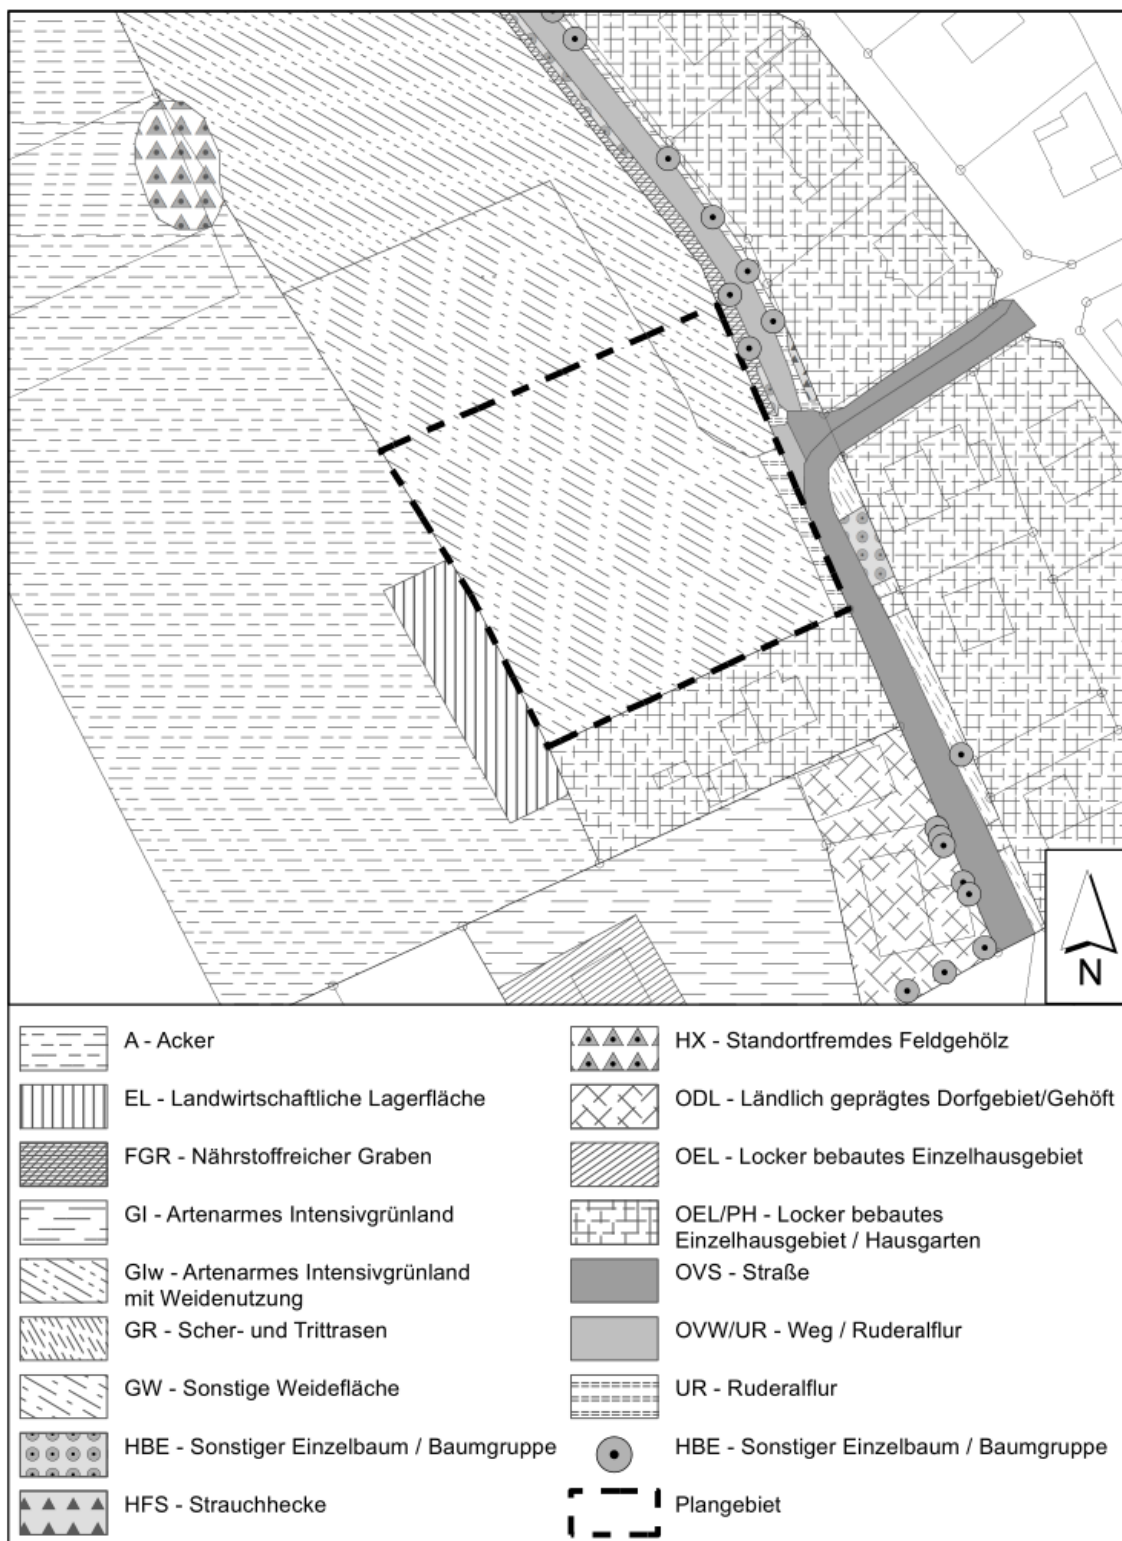 N
A - Acker
EL - Landwirtschaftliche Lagerfläche
FGR - Nährstoffreicher Graben
GI - Artenarmes Intensivgrünland
GIw - Artenarmes Intensivgrünland
mit Weidenutzung
GR - Scher- und Trittrasen
GW - Sonstige Weidefläche
HBE - Sonstiger Einzelbaum / Baumgruppe
HFS - Strauchhecke
HX - Standortfremdes Feldgehölz
ODL - Ländlich geprägtes Dorfgebiet/Gehöft
OEL - Locker bebautes Einzelhausgebiet
OEL/PH - Locker bebautes
Einzelhausgebiet / Hausgarten
OVS - Straße
OVW/UR - Weg / Ruderalflur
UR - Ruderalflur
HBE - Sonstiger Einzelbaum / Baumgruppe
Plangebiet